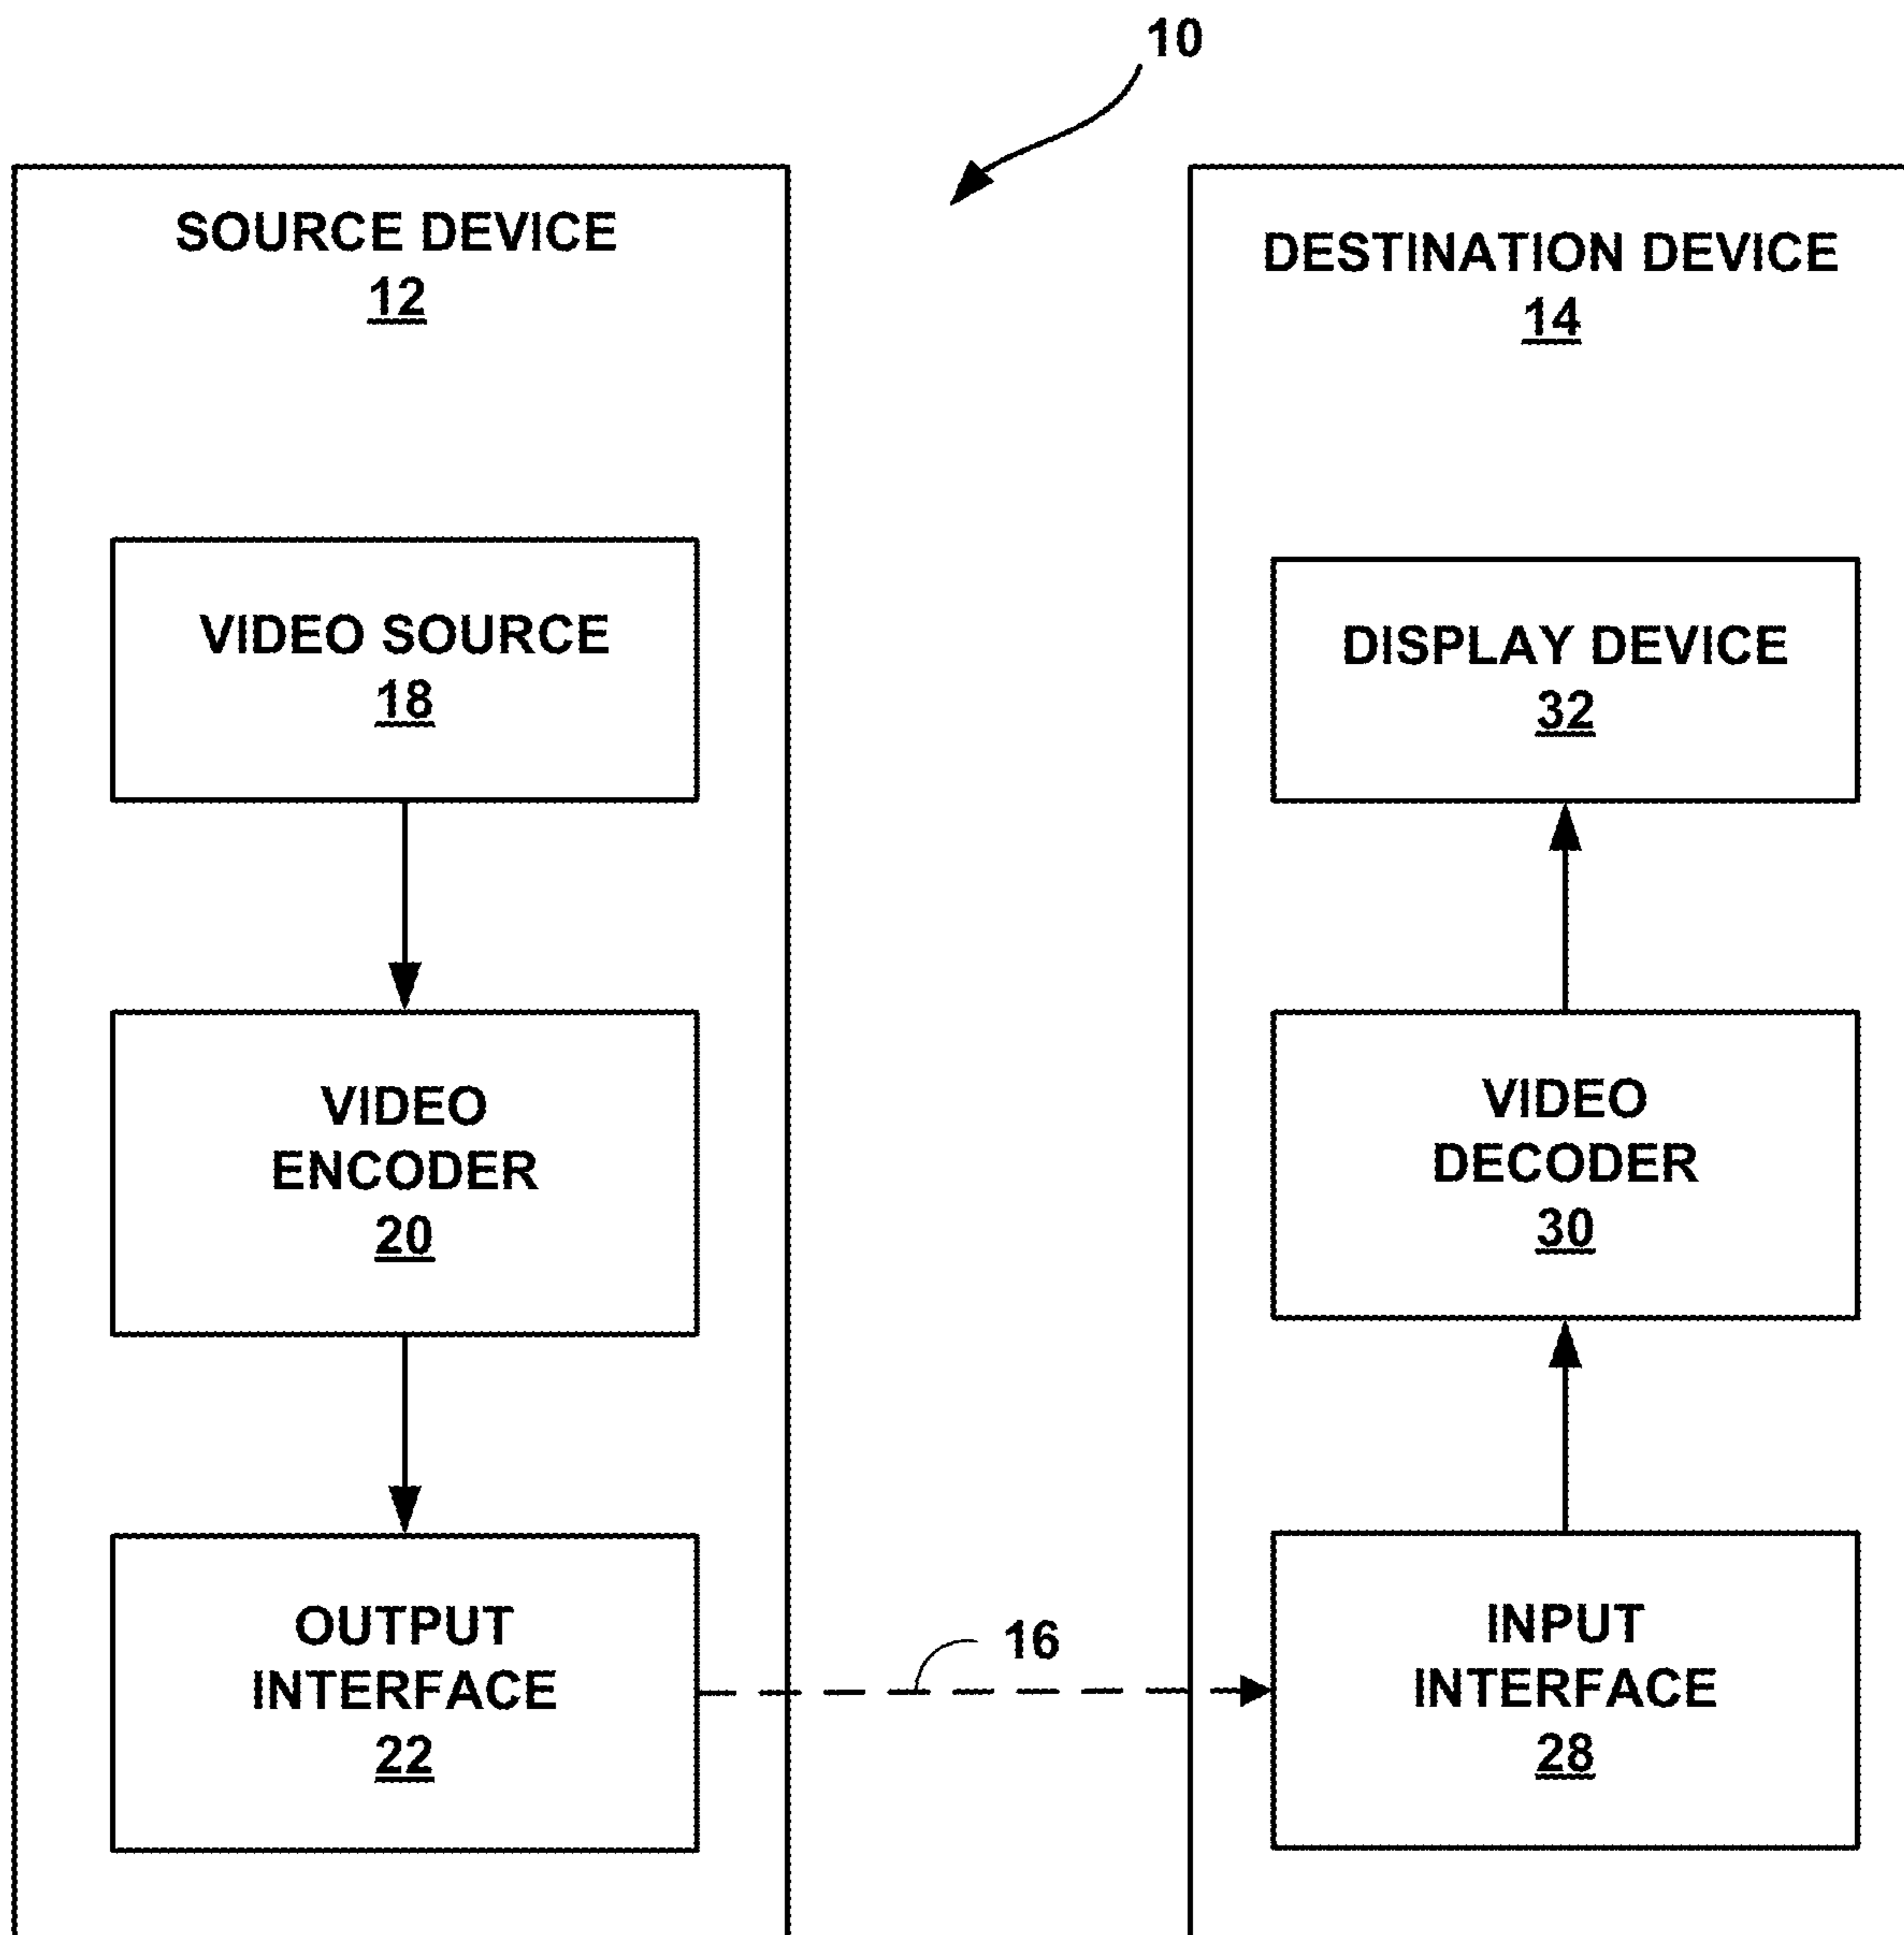 10
SOURCE DEVICE
12
VIDEO SOURCE
18
VIDEO
ENCODER
20
OUTPUT
INTERFACE
22
16
DESTINATION DEVICE
14
DISPLAY DEVICE
32
VIDEO
DECODER
30
INPUT
INTERFACE
28